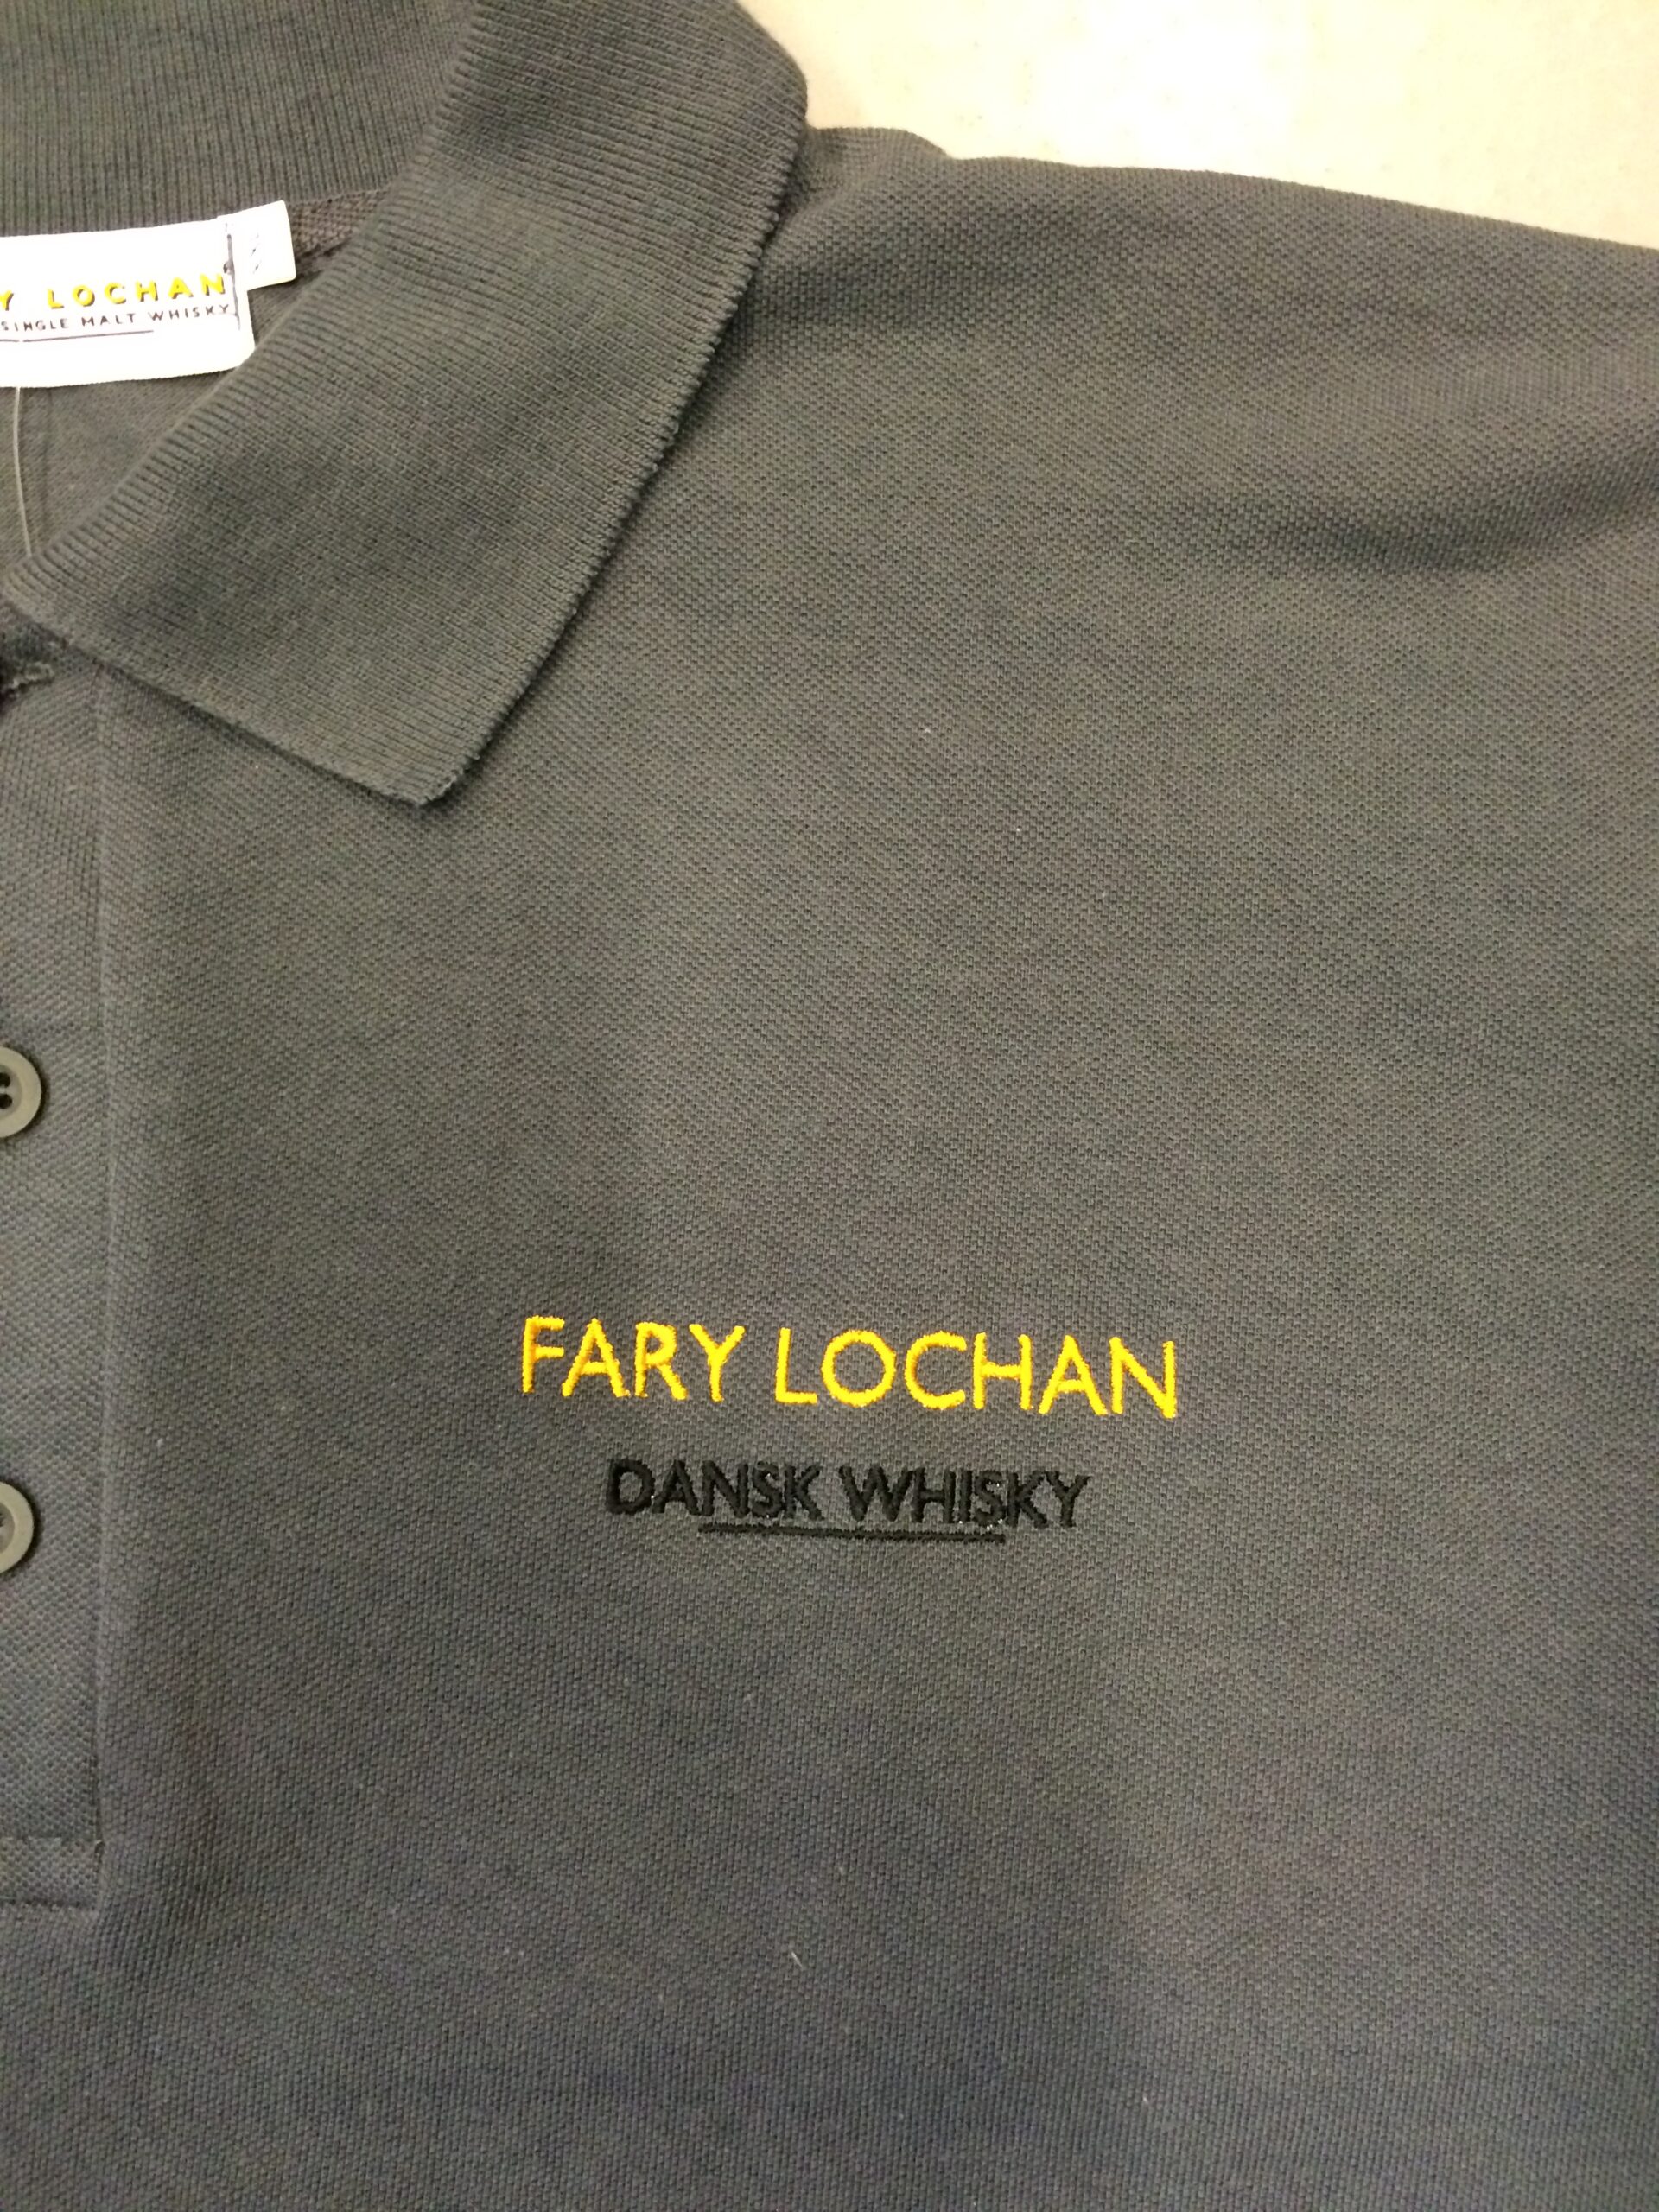 Y LOCHAN
SINGLE MALT WHISKY
FARY LOCHAN
DANSK WHISKY